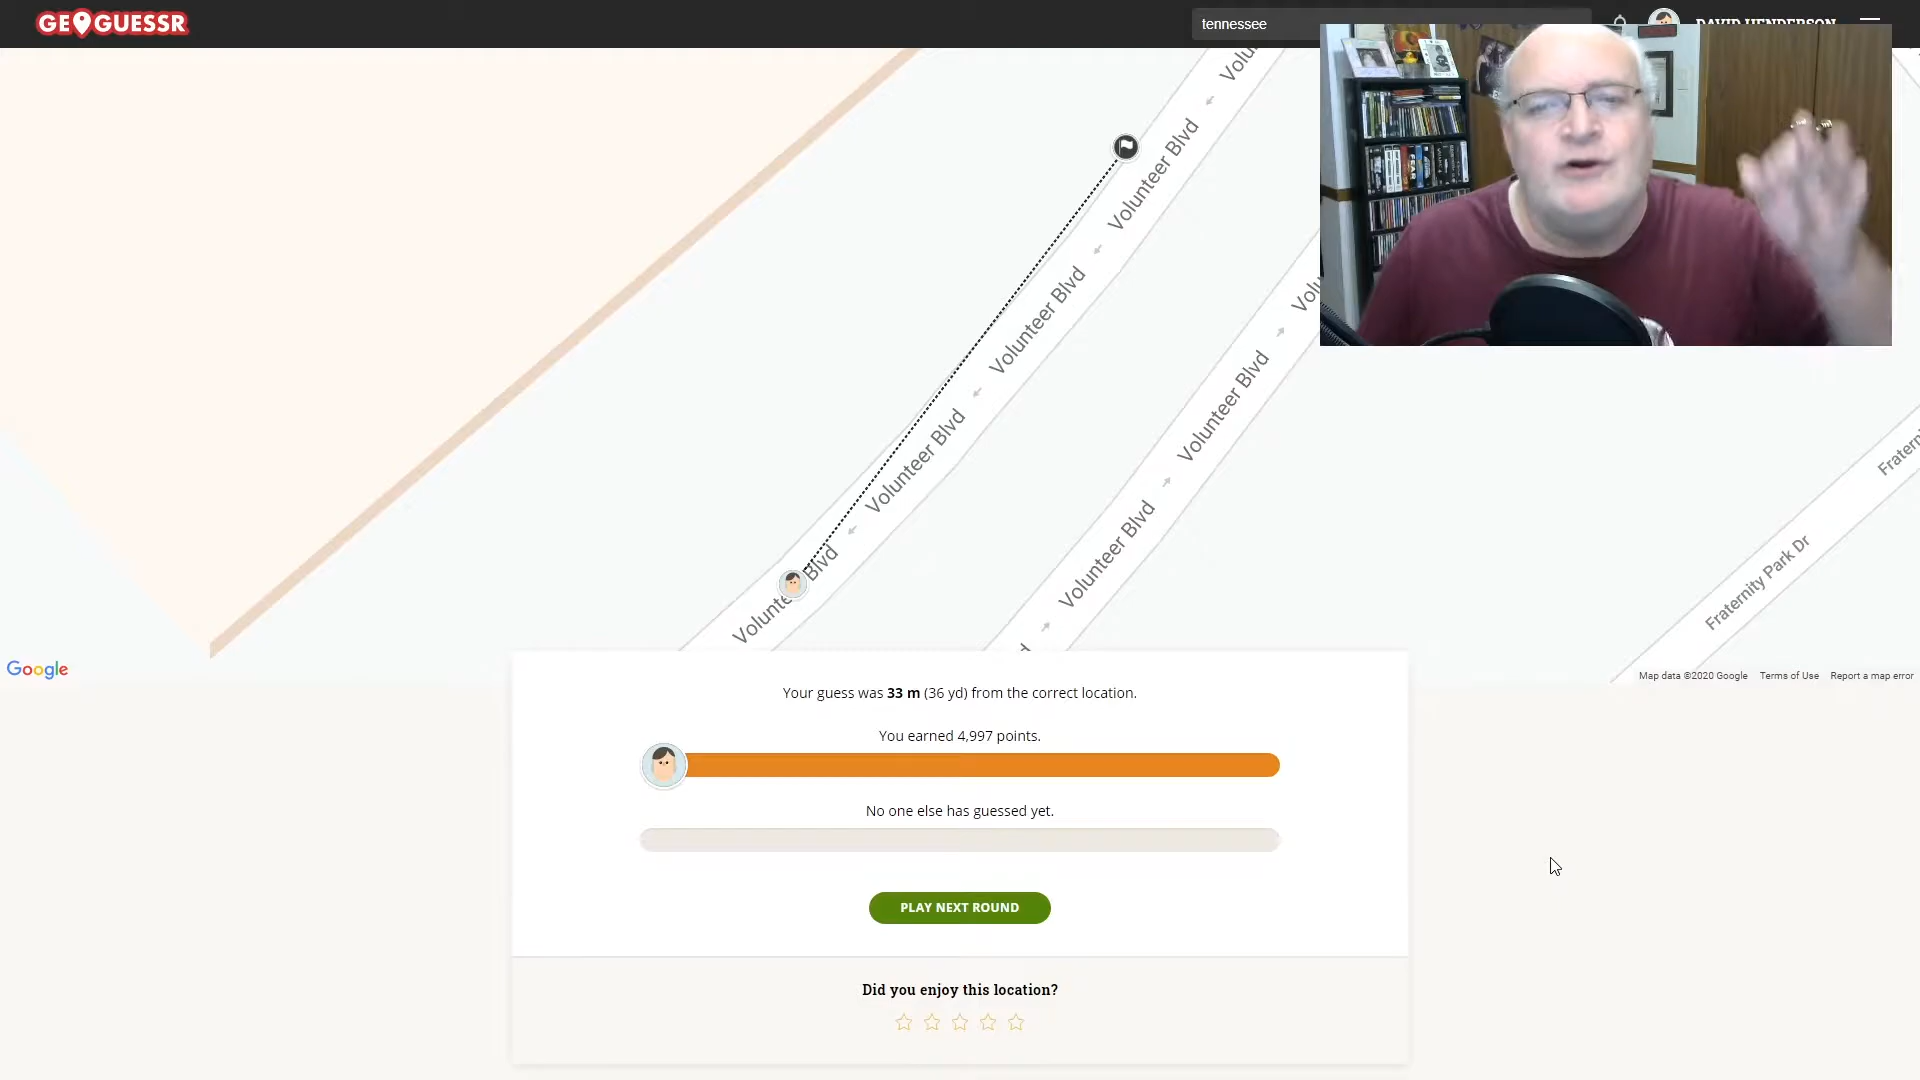 GEOGUESSR
tennessee
DAVID HENDERSON
Volunteer Blvd
Volunteer Blvd
Volunteer Blvd
Volunteer Blvd
Volunteer Blvd
Fraternity Park Dr
Google
Map data ©2020 Google Terms of Use Report a map error
Your guess was 33 m (36 yd) from the correct location.
You earned 4,997 points.
No one else has guessed yet.
PLAY NEXT ROUND
Did you enjoy this location?